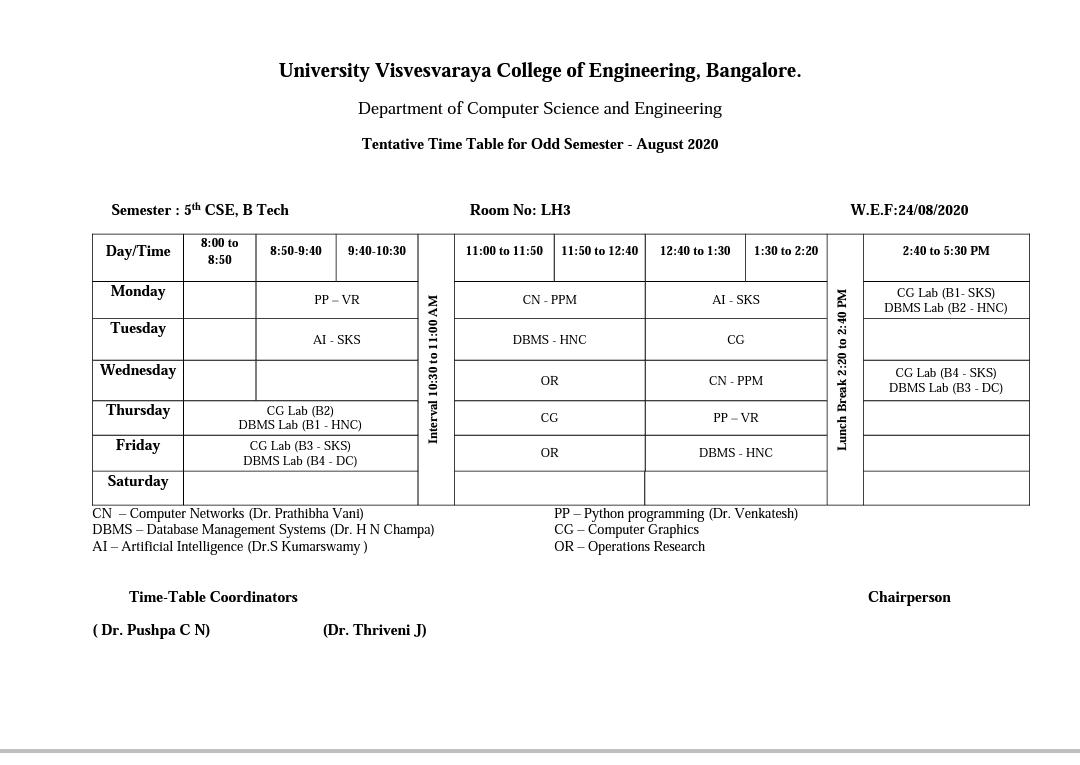 University Visvesvaraya College of Engineering, Bangalore.
Department of Computer Science and Engineering
Tentative Time Table for Odd Semester - August 2020
Semester : 5th CSE, B Tech Room No: LH3 W.E.F:24/08/2020
Day/Time
8:00 to
8:50
8:50-9:40
9:40-10:30
Interval 10:30 to 11:00 AM
11:00 to 11:50
11:50 to 12:40
12:40 to 1:30
1:30 to 2:20
Lunch Break 2:20 to 2:40 PM
2:40 to 5:30 PM
Monday
PP – VR
CN - PPM
AI - SKS
CG Lab (B1- SKS)
DBMS Lab (B2 - HNC)
Tuesday
AI - SKS
DBMS - HNC
CG
Wednesday
OR
CN - PPM
CG Lab (B4 - SKS)
DBMS Lab (B3 - DC)
Thursday
CG Lab (B2)
DBMS Lab (B1 - HNC)
CG
PP – VR
Friday
CG Lab (B3 - SKS)
DBMS Lab (B4 - DC)
OR
DBMS - HNC
Saturday
CN – Computer Networks (Dr. Prathibha Vani)
DBMS – Database Management Systems (Dr. H N Champa)
AI – Artificial Intelligence (Dr.S Kumarswamy )
PP – Python programming (Dr. Venkatesh)
CG – Computer Graphics
OR – Operations Research
Time-Table Coordinators
Chairperson
( Dr. Pushpa C N)
(Dr. Thriveni J)